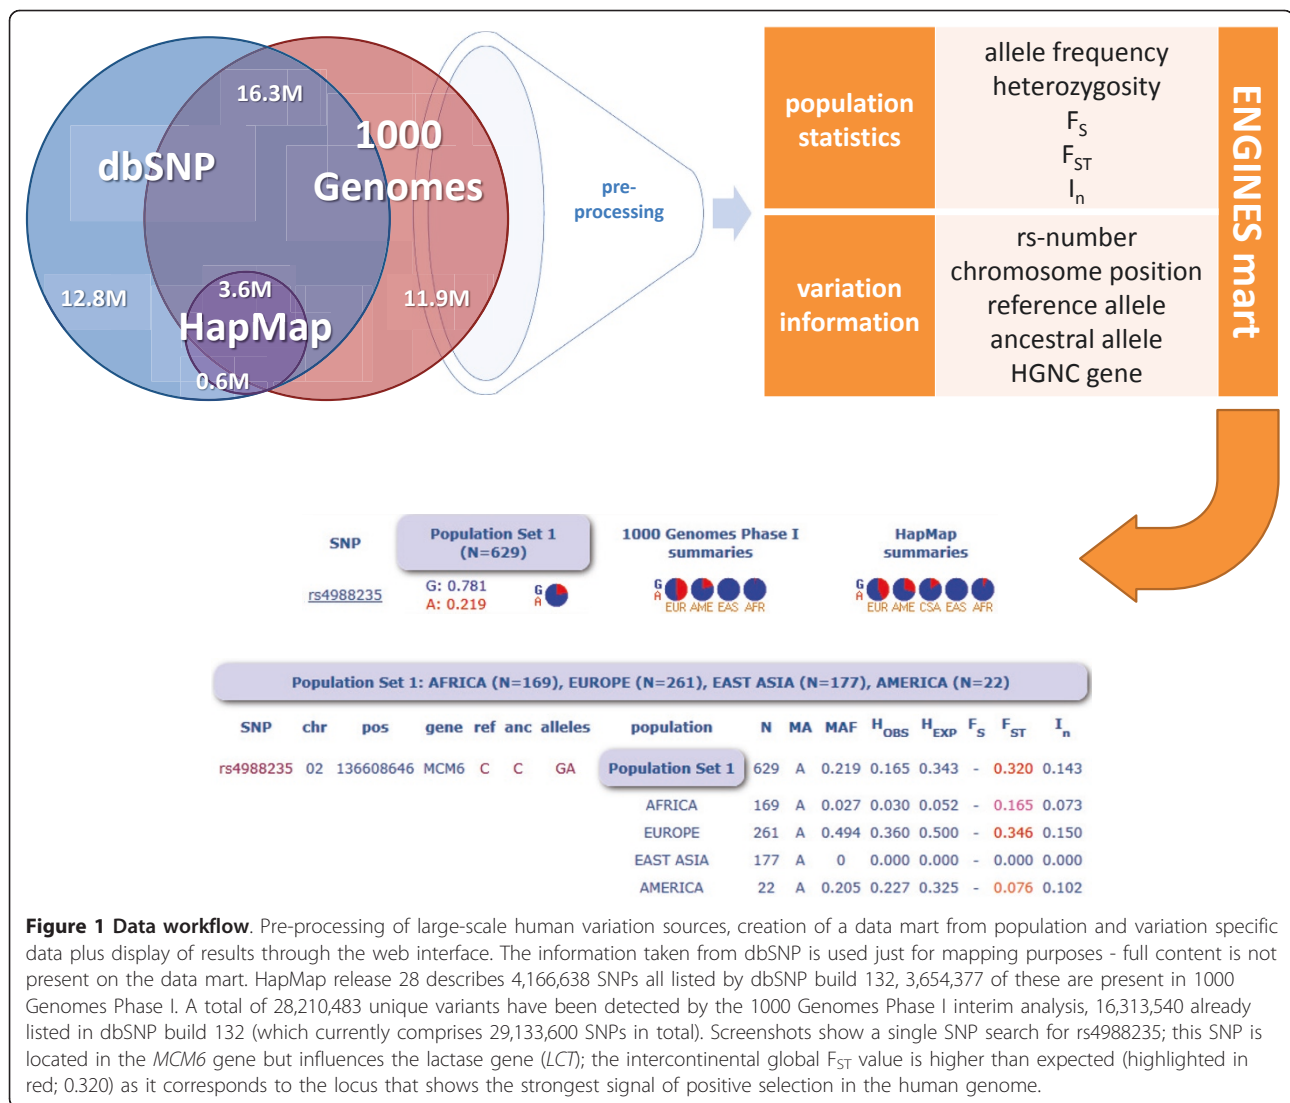 16.3M
dbSNP
1000
Genomes
12.8M
3.6M
11.9M
HapMap
0.6M
pre-
processing
population
statistics
allele frequency
heterozygosity
FS
FST
In
variation
information
rs-number
chromosome position
reference allele
ancestral allele
HGNC gene
ENGINES mart
SNP
Population Set 1
(N=629)
1000 Genomes Phase I
summaries
HapMap
summaries
rs4988235
G: 0.781
A: 0.219
G
A
G
A
EUR AME EAS AFR
G
A
EUR AME CSA EAS AFR
Population Set 1: AFRICA (N=169), EUROPE (N=261), EAST ASIA (N=177), AMERICA (N=22)
SNP chr pos gene ref anc alleles population N MA MAF HOBS HEXP FS FST In
rs4988235 02 136608646 MCM6 C C GA Population Set 1 629 A 0.219 0.165 0.343 - 0.320 0.143
AFRICA 169 A 0.027 0.030 0.052 - 0.165 0.073
EUROPE 261 A 0.494 0.360 0.500 - 0.346 0.150
EAST ASIA 177 A 0 0.000 0.000 - 0.000 0.000
AMERICA 22 A 0.205 0.227 0.325 - 0.076 0.102
Figure 1 Data workflow. Pre-processing of large-scale human variation sources, creation of a data mart from population and variation specific
data plus display of results through the web interface. The information taken from dbSNP is used just for mapping purposes - full content is not
present on the data mart. HapMap release 28 describes 4,166,638 SNPs all listed by dbSNP build 132, 3,654,377 of these are present in 1000
Genomes Phase I. A total of 28,210,483 unique variants have been detected by the 1000 Genomes Phase I interim analysis, 16,313,540 already
listed in dbSNP build 132 (which currently comprises 29,133,600 SNPs in total). Screenshots show a single SNP search for rs4988235; this SNP is
located in the MCM6 gene but influences the lactase gene (LCT); the intercontinental global FST value is higher than expected (highlighted in
red; 0.320) as it corresponds to the locus that shows the strongest signal of positive selection in the human genome.